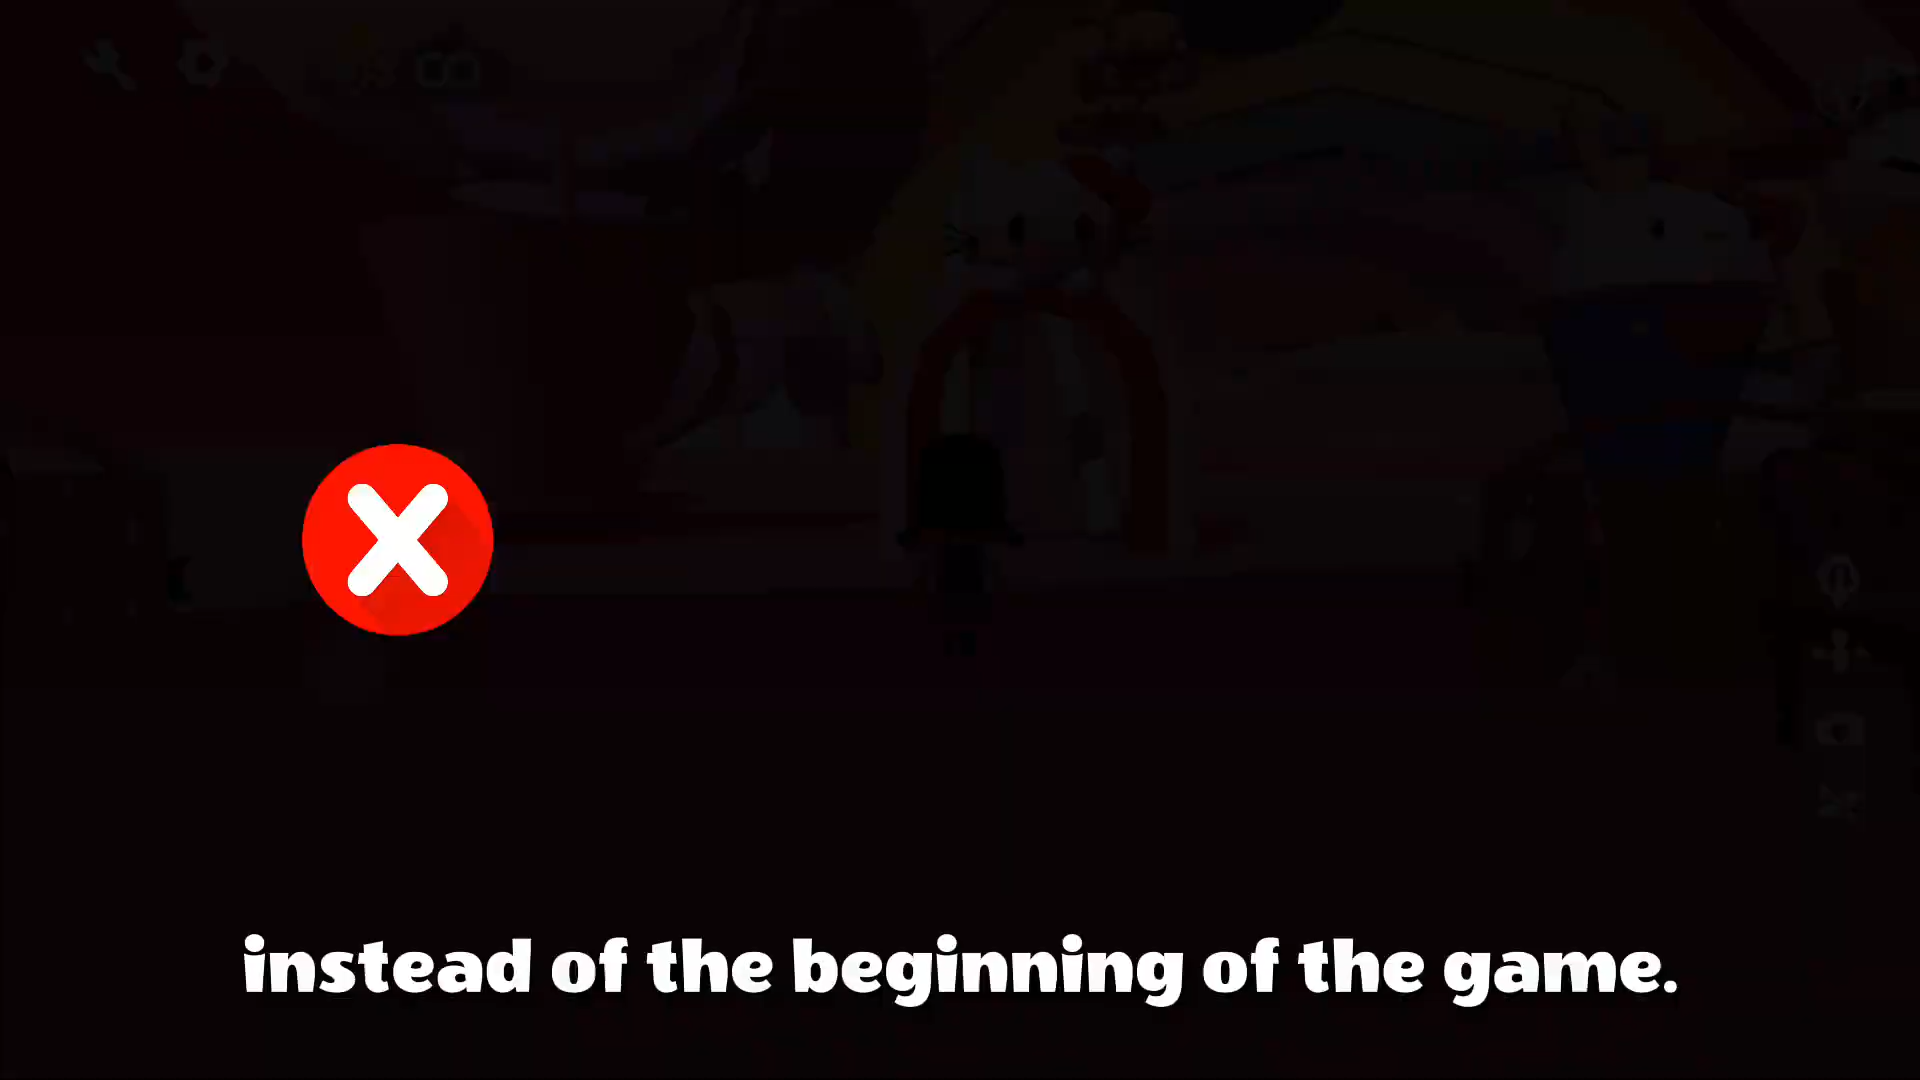 instead of the beginning of the game.